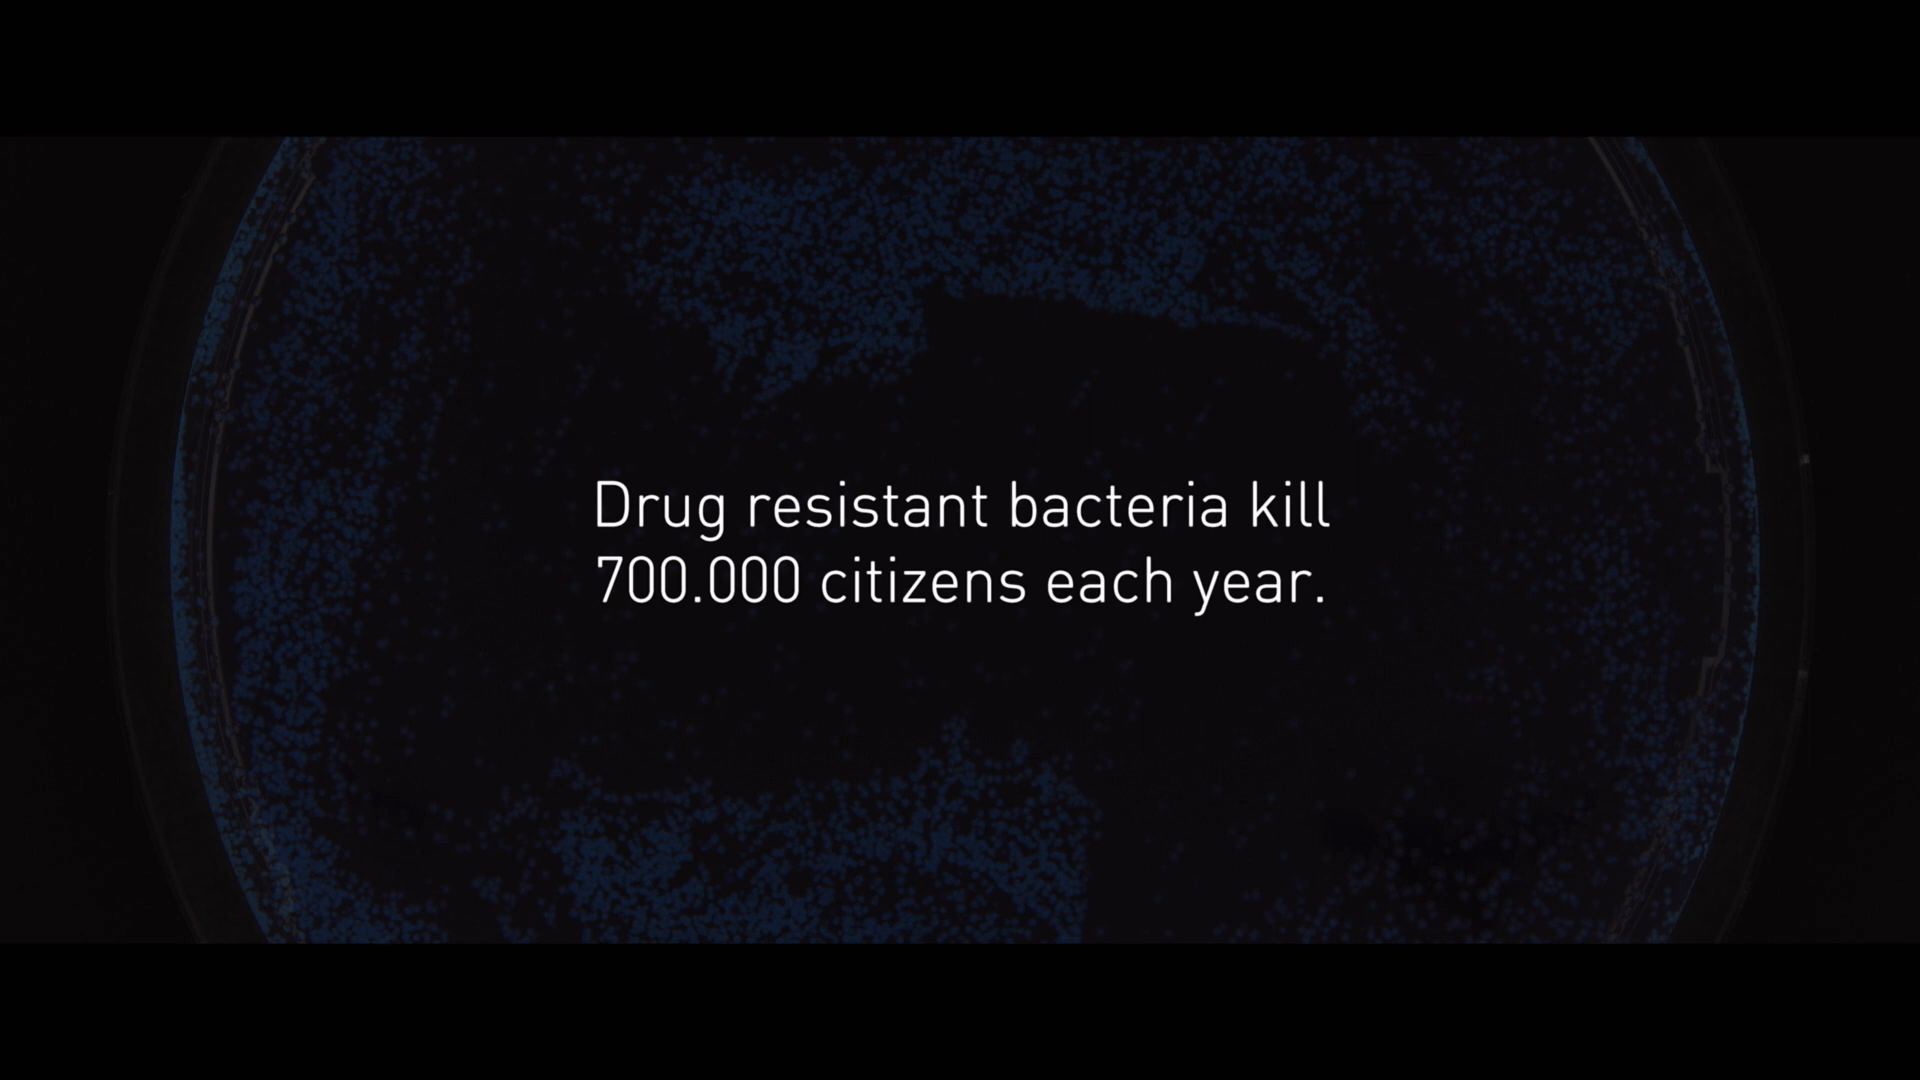 Drug resistant bacteria kill
700.000 citizens each year.